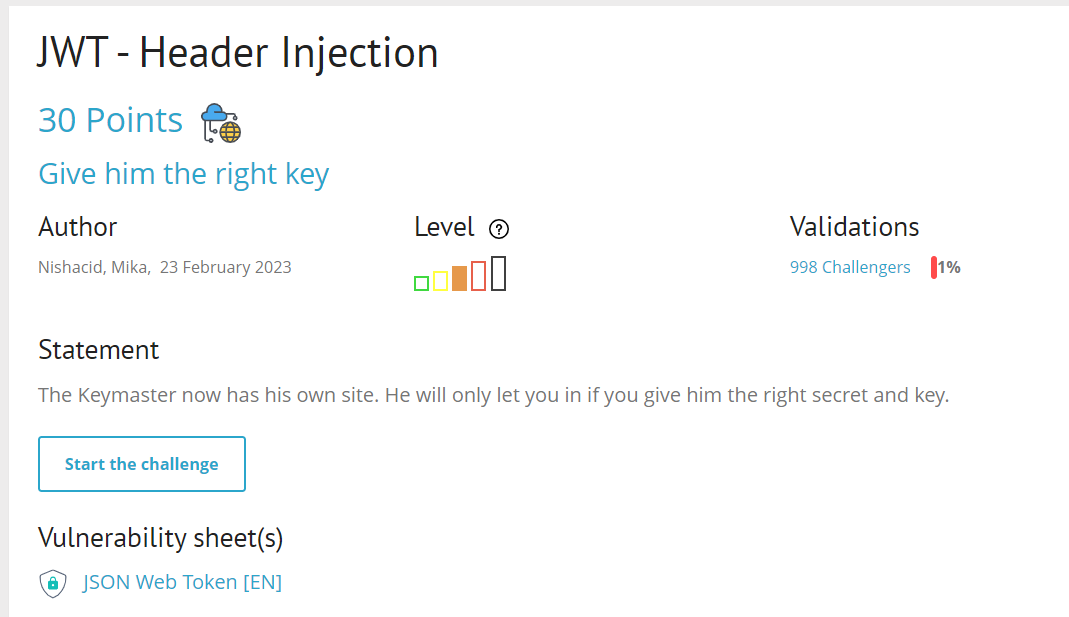 JWT - Header Injection
30 Points
Give him the right key
Author Level ? Validations
Nishacid, Mika, 23 February 2023 998 Challengers 1%
Statement
The Keymaster now has his own site. He will only let you in if you give him the right secret and key.
Start the challenge
Vulnerability sheet(s)
JSON Web Token [EN]